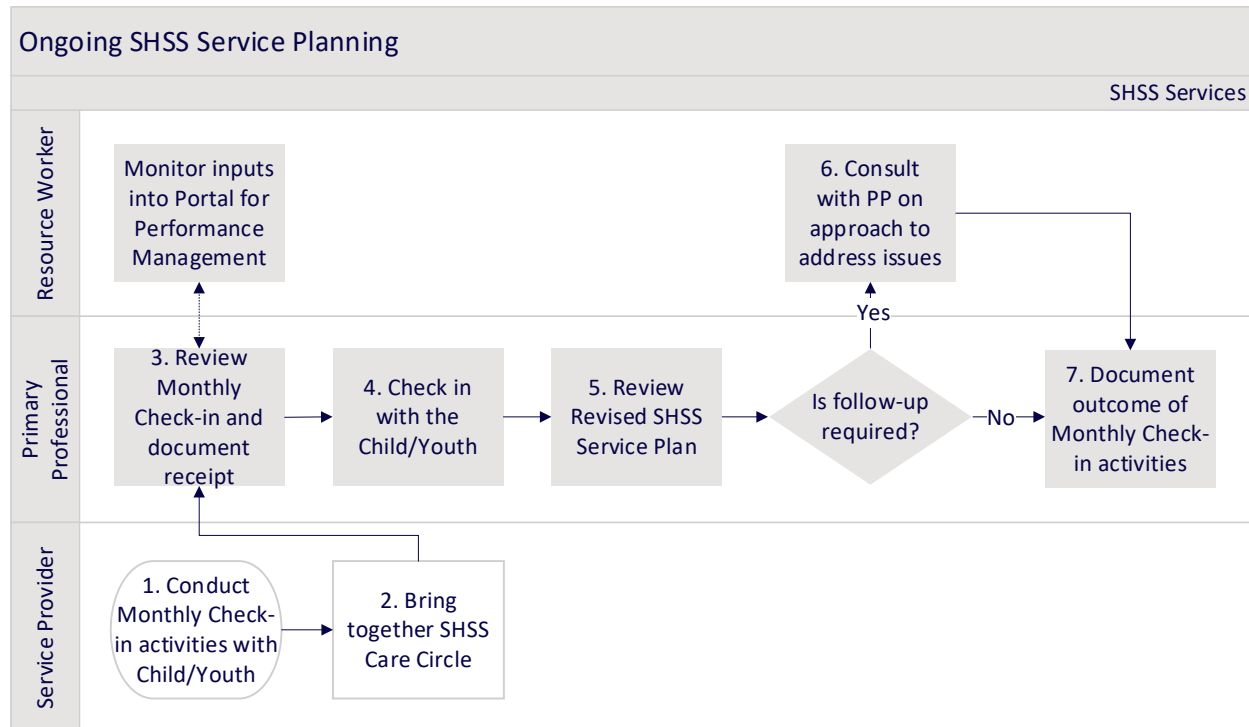 Ongoing SHSS Service Planning
SHSS Services
Resource Worker
Monitor inputs
into Portal for
Performance
Management
6. Consult
with PP on
approach to
address issues
Yes
Primary
Professional
3. Review
Monthly
Check-in and
document
receipt
4. Check in
with the
Child/Youth
5. Review
Revised SHSS
Service Plan
Is follow-up
required?
No
7. Document
outcome of
Monthly Check-
in activities
Service Provider
1. Conduct
Monthly Check-
in activities with
Child/Youth
2. Bring
together SHSS
Care Circle